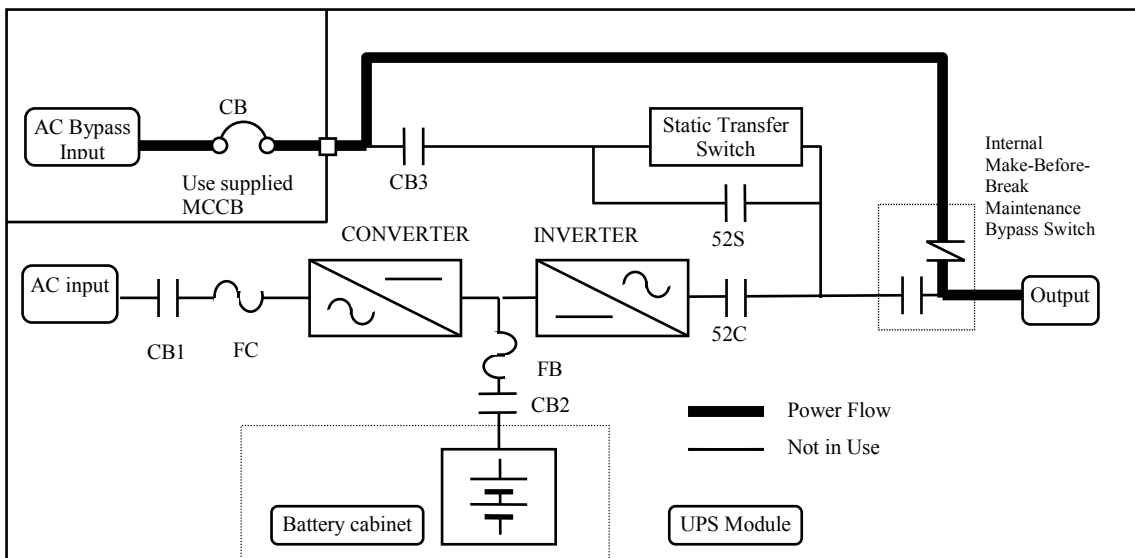 CB
AC Bypass
Input
Static Transfer
Switch
Internal
Make-Before-
Break
Maintenance
Bypass Switch
CB3
Use supplied
MCCB
52S
CONVERTER
INVERTER
AC input
Output
CB1
FC
52C
FB
CB2
Power Flow
Not in Use
Battery cabinet
UPS Module